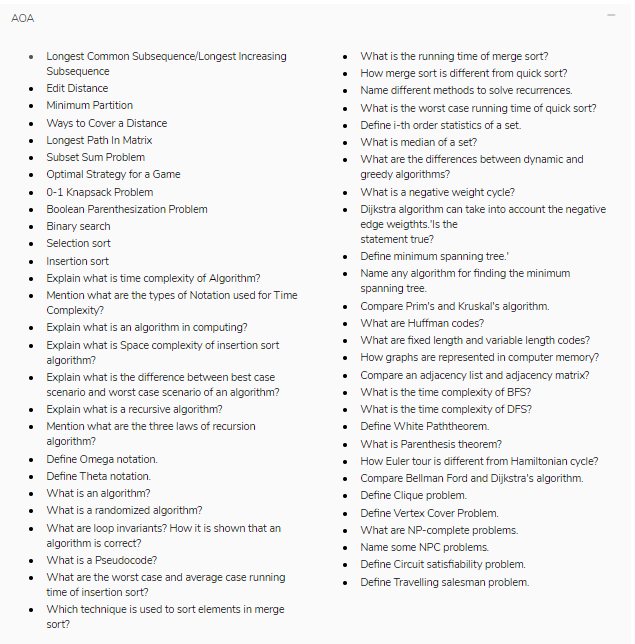 AOA
Longest Common Subsequence/Longest Increasing
Subsequence
Edit Distance
Minimum Partition
Ways to Cover a Distance
Longest Path In Matrix
Subset Sum Problem
Optimal Strategy for a Game
0-1 Knapsack Problem
Boolean Parenthesization Problem
Binary search
Selection sort
Insertion sort
Explain what is time complexity of Algorithm?
Mention what are the types of Notation used for Time
Complexity?
Explain what is an algorithm in computing?
Explain what is Space complexity of insertion sort
algorithm?
Explain what is the difference between best case
scenario and worst case scenario of an algorithm?
Explain what is a recursive algorithm?
Mention what are the three laws of recursion
algorithm?
Define Omega notation.
Define Theta notation.
What is an algorithm?
What is a randomized algorithm?
What are loop invariants? How it is shown that an
algorithm is correct?
What is a Pseudocode?
What are the worst case and average case running
time of insertion sort?
Which technique is used to sort elements in merge
sort?
What is the running time of merge sort?
How merge sort is different from quick sort?
Name different methods to solve recurrences.
What is the worst case running time of quick sort?
Define i-th order statistics of a set.
What is median of a set?
What are the differences between dynamic and
greedy algorithms?
What is a negative weight cycle?
Dijkstra algorithm can take into account the negative
edge weigthts.'Is the
statement true?
Define minimum spanning tree.'
Name any algorithm for finding the minimum
spanning tree.
Compare Prim's and Kruskal's algorithm.
What are Huffman codes?
What are fixed length and variable length codes?
How graphs are represented in computer memory?
Compare an adjacency list and adjacency matrix?
What is the time complexity of BFS?
What is the time complexity of DFS?
Define White Paththeorem.
What is Parenthesis theorem?
How Euler tour is different from Hamiltonian cycle?
Compare Bellman Ford and Dijkstra's algorithm.
Define Clique problem.
Define Vertex Cover Problem.
What are NP-complete problems.
Name some NPC problems.
Define Circuit satisfiability problem.
Define Travelling salesman problem.